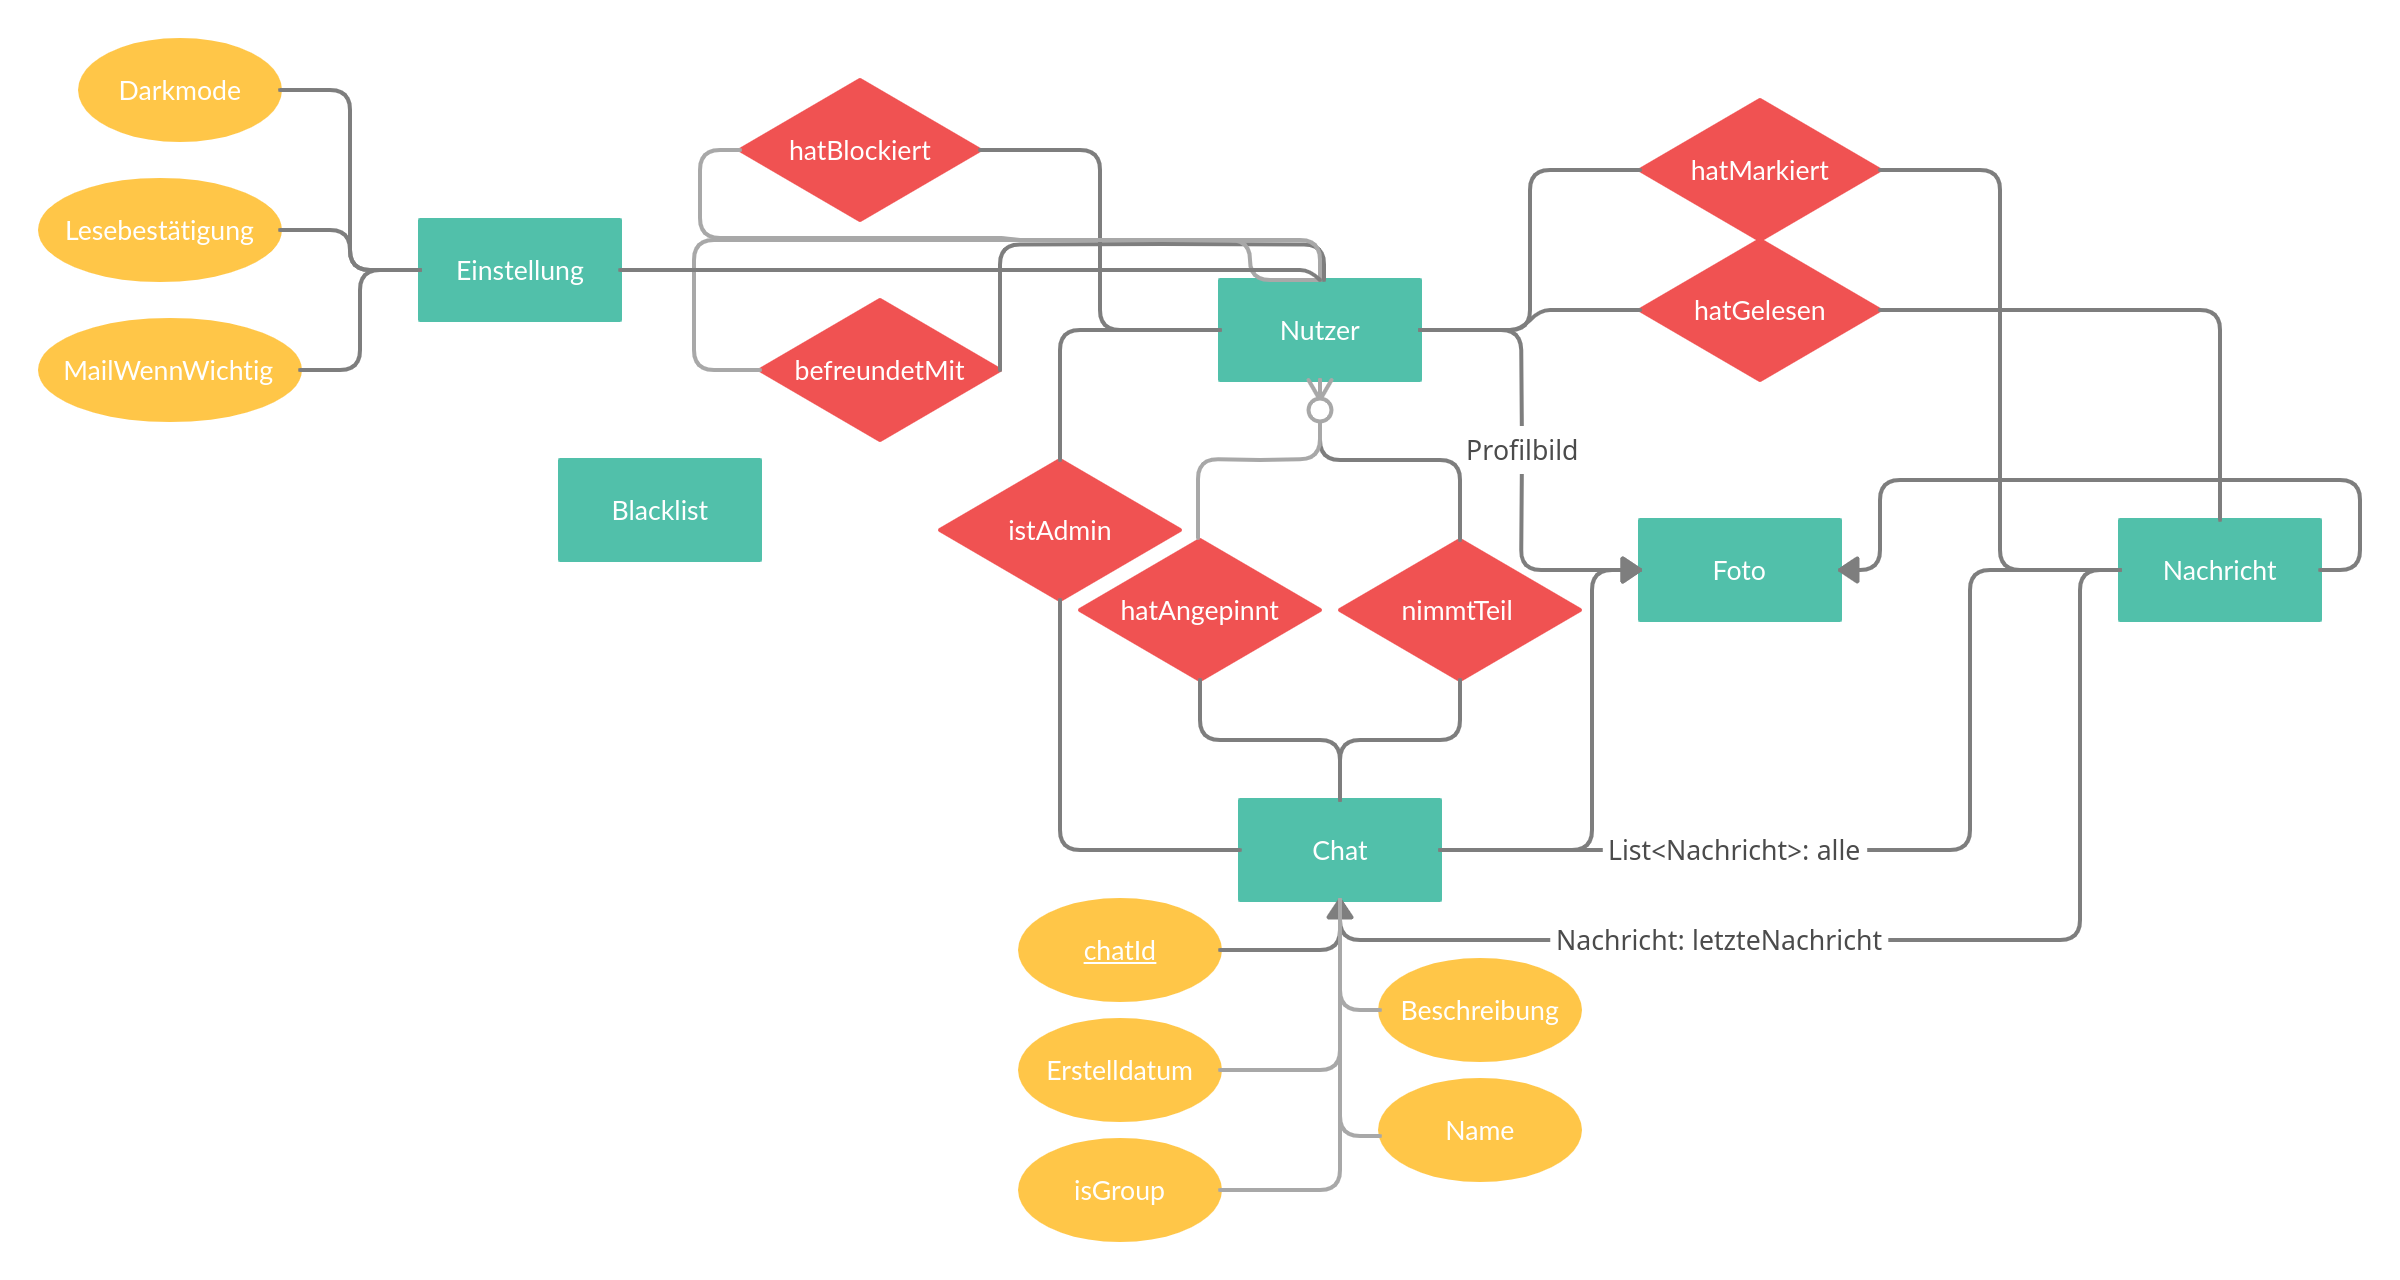 Darkmode
hatBlockiert
hatMarkiert
Lesebestätigung
Einstellung
hatGelesen
Nutzer
MailWennWichtig
befreundetMit
Profilbild
Blacklist
istAdmin
Foto
Nachricht
hatAngepinnt
nimmtTeil
Chat
List<Nachricht>: alle
Nachricht: letzteNachricht
chatId
Beschreibung
Erstelldatum
Name
isGroup